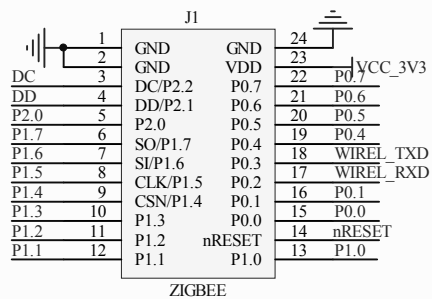 J1
1 GND GND 24
2 GND VDD 23 VCC_3V3
DC 3 DC/P2.2 P0.7 22 P0.7
DD 4 DD/P2.1 P0.6 21 P0.6
P2.0 5 P2.0 P0.5 20 P0.5
P1.7 6 SO/P1.7 P0.4 19 P0.4
P1.6 7 SI/P1.6 P0.3 18 WIREL_TXD
P1.5 8 CLK/P1.5 P0.2 17 WIREL_RXD
P1.4 9 CSN/P1.4 P0.1 16 P0.1
P1.3 10 P1.3 P0.0 15 P0.0
P1.2 11 P1.2 nRESET 14 nRESET
P1.1 12 P1.1 P1.0 13 P1.0
ZIGBEE